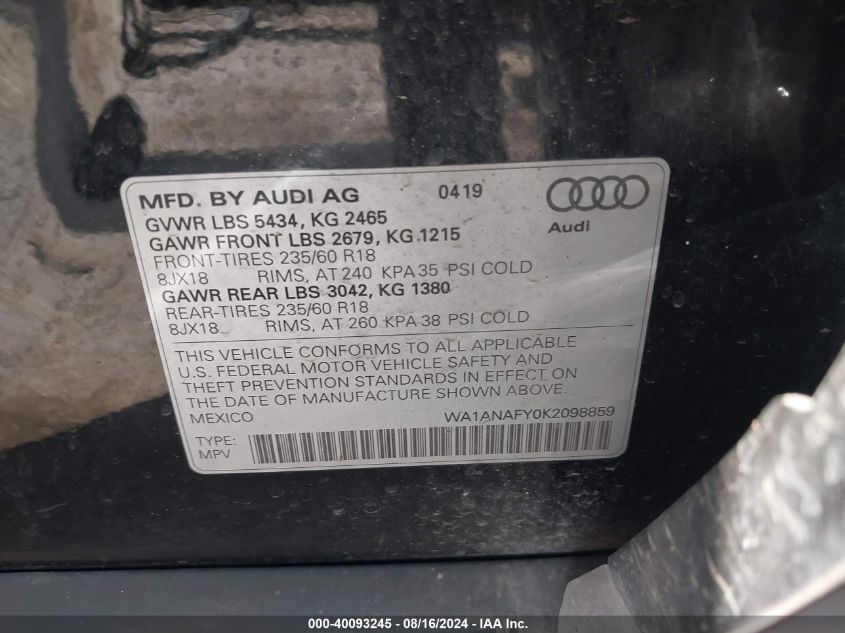 MFD. BY AUDI AG 0419
Audi
GVWR LBS 5434, KG 2465
GAWR FRONT LBS 2679, KG 1215
FRONT-TIRES 235/60 R18
8JX18 RIMS, AT 240 KPA 35 PSI COLD
GAWR REAR LBS 3042, KG 1380
REAR-TIRES 235/60 R18
8JX18 RIMS, AT 260 KPA 38 PSI COLD
THIS VEHICLE CONFORMS TO ALL APPLICABLE
U.S. FEDERAL MOTOR VEHICLE SAFETY AND
THEFT PREVENTION STANDARDS IN EFFECT ON
THE DATE OF MANUFACTURE SHOWN ABOVE.
MEXICO WA1ANAFY0K2098859
TYPE:
MPV
000-40093245 - 08/16/2024 - IAA Inc.